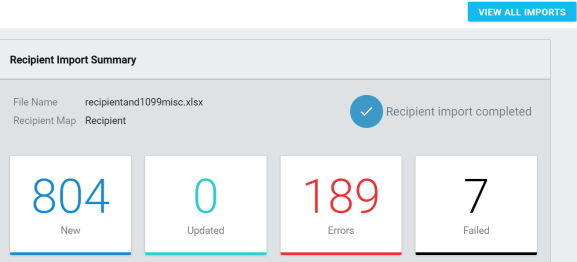 VIEW ALL IMPORTS
Recipient Import Summary
File Name recipientand1099misc.xlsx
Recipient Map Recipient
Recipient import completed
804
New
0
Updated
189
Errors
7
Failed